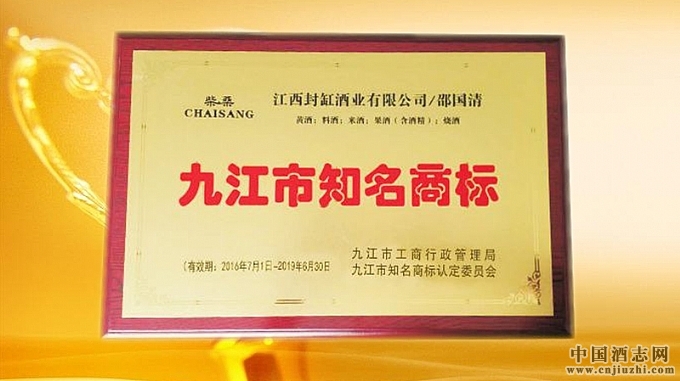 柴桑
CHAISANG
江西封缸酒业有限公司/邵国清
黄酒；料酒；米酒；果酒（含酒精）；烧酒
九江市知名商标
(有效期：2016年7月1日-2019年6月30日
九江市工商行政管理局
九江市知名商标认定委员会
中国酒志网
www.cnjiuzhi.com